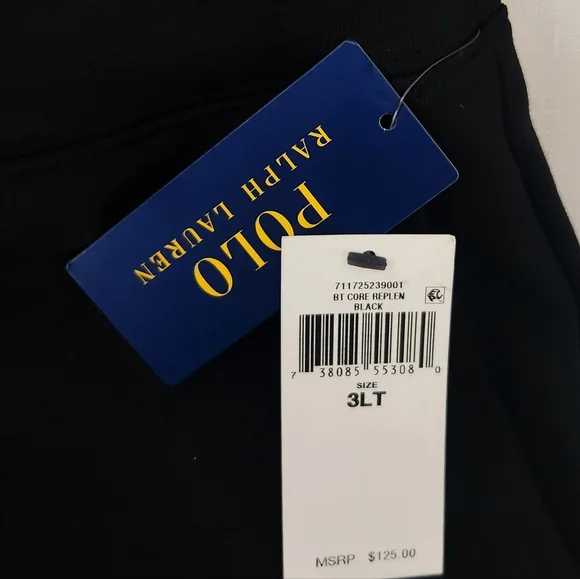 POLO
RALPH LAUREN
711725239001
BT CORE REPLEN
BLACK
7 38085 55308 0
SIZE
3LT
MSRP $125.00